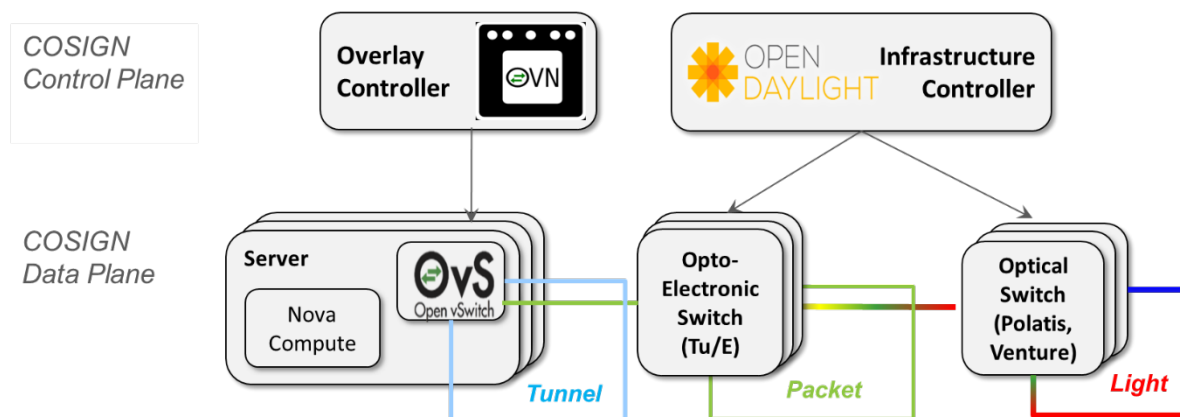 COSIGN
Control Plane
Overlay
Controller
OVN
OPEN
DAYLIGHT
Infrastructure
Controller
COSIGN
Data Plane
Server
Nova
Compute
OvS
Open vSwitch
Opto-
Electronic
Switch
(Tu/E)
Optical
Switch
(Polatis,
Venture)
Tunnel
Packet
Light